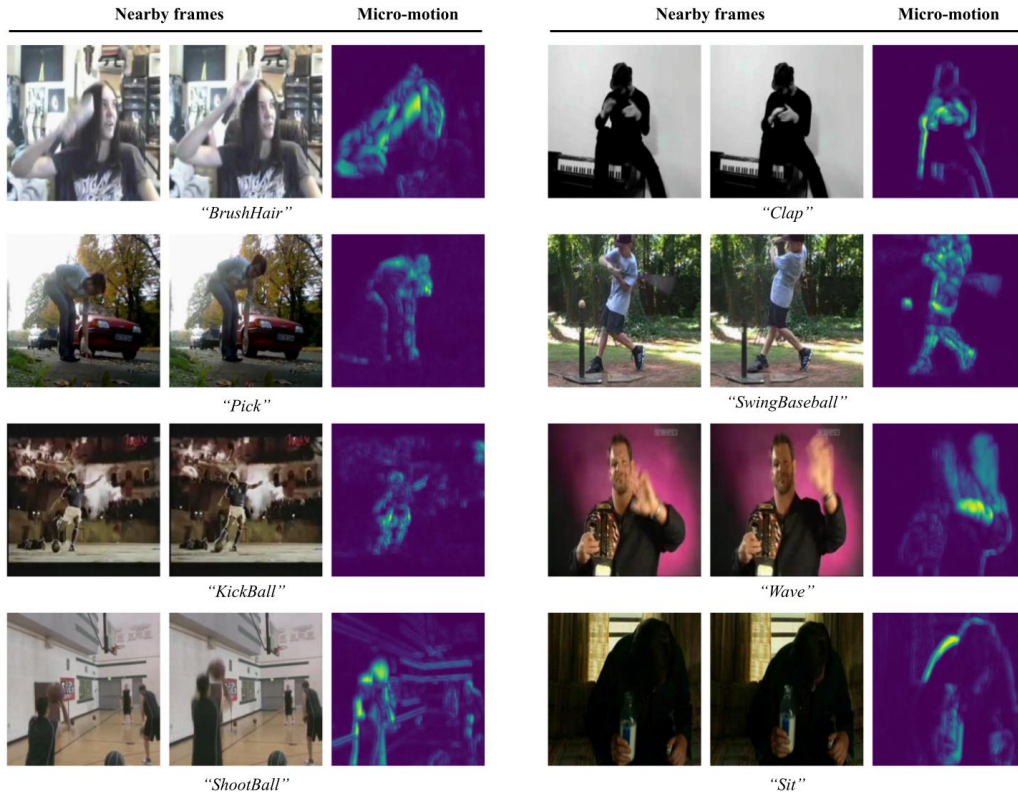 Nearby frames Micro-motion Nearby frames Micro-motion
“BrushHair” “Clap”
“Pick” “SwingBaseball”
“KickBall” “Wave”
“ShootBall” “Sit”